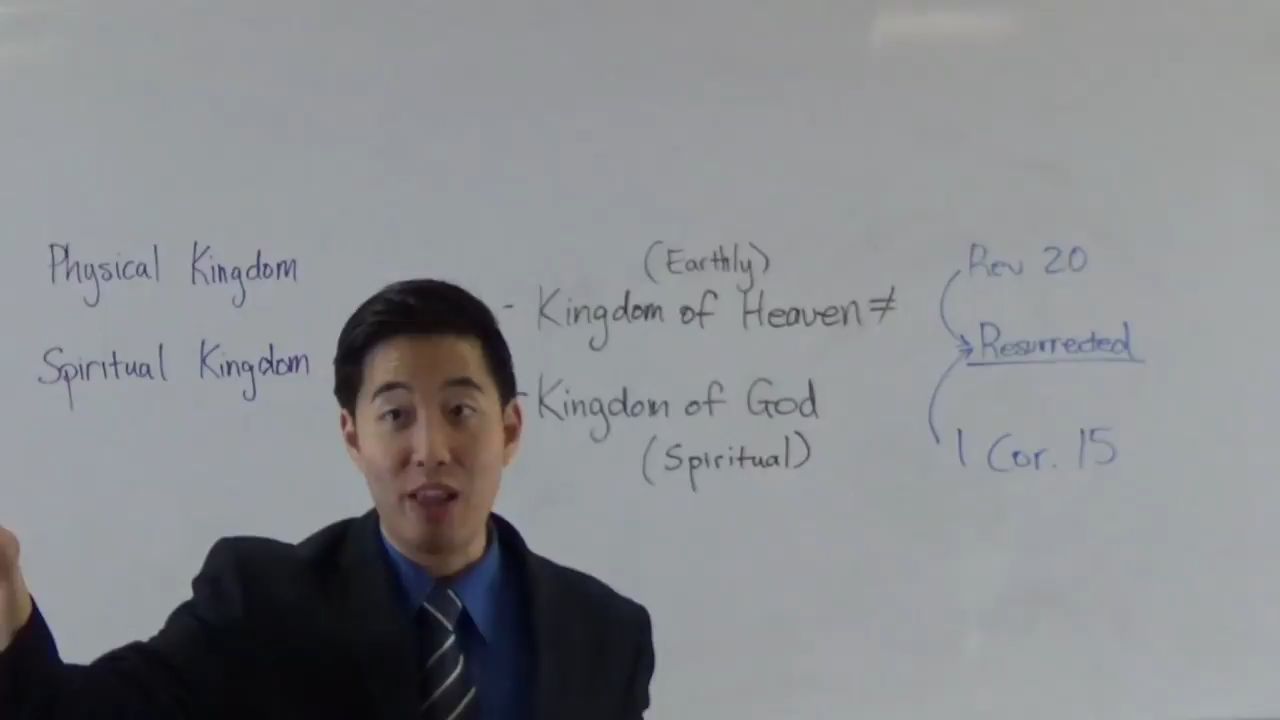 Physical Kingdom
Spiritual Kingdom
(Earthly)
- Kingdom of Heaven ≠
- Kingdom of God
(Spiritual)
Rev 20
Resurrected
1 Cor. 15